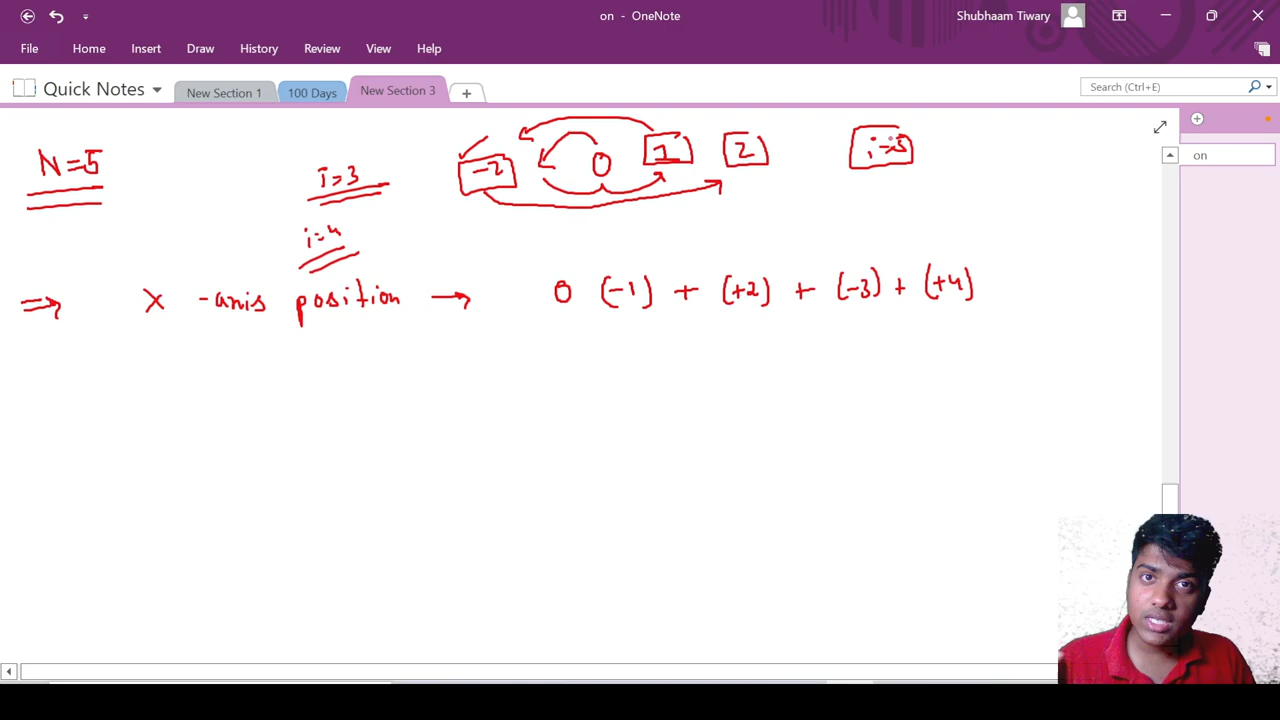 on - OneNote
Shubhaam Tiwary
File Home Insert Draw History Review View Help
Quick Notes New Section 1 100 Days New Section 3
Search (Ctrl+E)
on
N=5
i=3
-2 0 1 2
i=5
i=4
⇒ X -axis position → 0 (-1) + (+2) + (-3) + (+4)